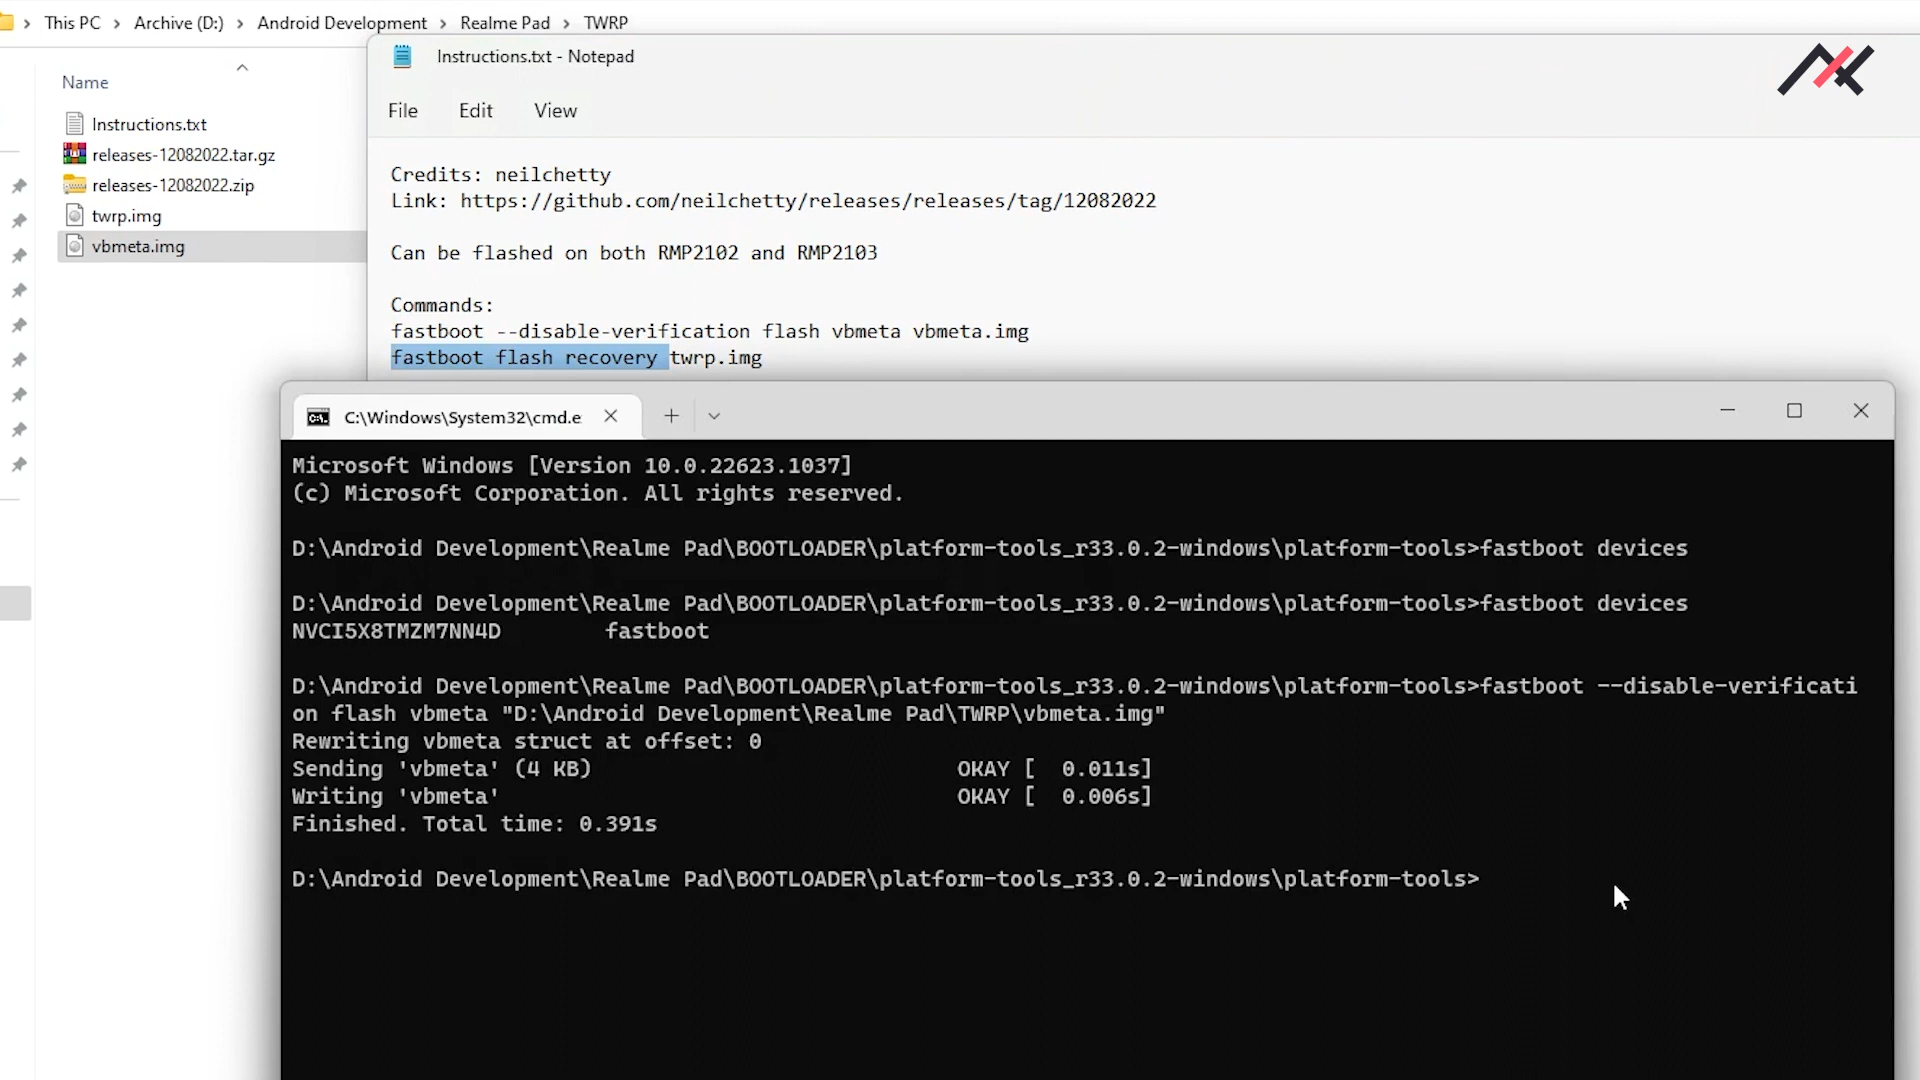 This PC > Archive (D:) > Android Development > Realme Pad > TWRP
Name
Instructions.txt
releases-12082022.tar.gz
releases-12082022.zip
twrp.img
vbmeta.img
Instructions.txt - Notepad
File Edit View
Credits: neilchetty
Link: https://github.com/neilchetty/releases/releases/tag/12082022
Can be flashed on both RMP2102 and RMP2103
Commands:
fastboot --disable-verification flash vbmeta vbmeta.img
fastboot flash recovery twrp.img
C:\Windows\System32\cmd.e
Microsoft Windows [Version 10.0.22623.1037]
(c) Microsoft Corporation. All rights reserved.
D:\Android Development\Realme Pad\BOOTLOADER\platform-tools_r33.0.2-windows\platform-tools>fastboot devices
D:\Android Development\Realme Pad\BOOTLOADER\platform-tools_r33.0.2-windows\platform-tools>fastboot devices
NVCI5X8TMZM7NN4D fastboot
D:\Android Development\Realme Pad\BOOTLOADER\platform-tools_r33.0.2-windows\platform-tools>fastboot --disable-verificati
on flash vbmeta "D:\Android Development\Realme Pad\TWRP\vbmeta.img"
Rewriting vbmeta struct at offset: 0
Sending 'vbmeta' (4 KB) OKAY [ 0.011s]
Writing 'vbmeta' OKAY [ 0.006s]
Finished. Total time: 0.391s
D:\Android Development\Realme Pad\BOOTLOADER\platform-tools_r33.0.2-windows\platform-tools>